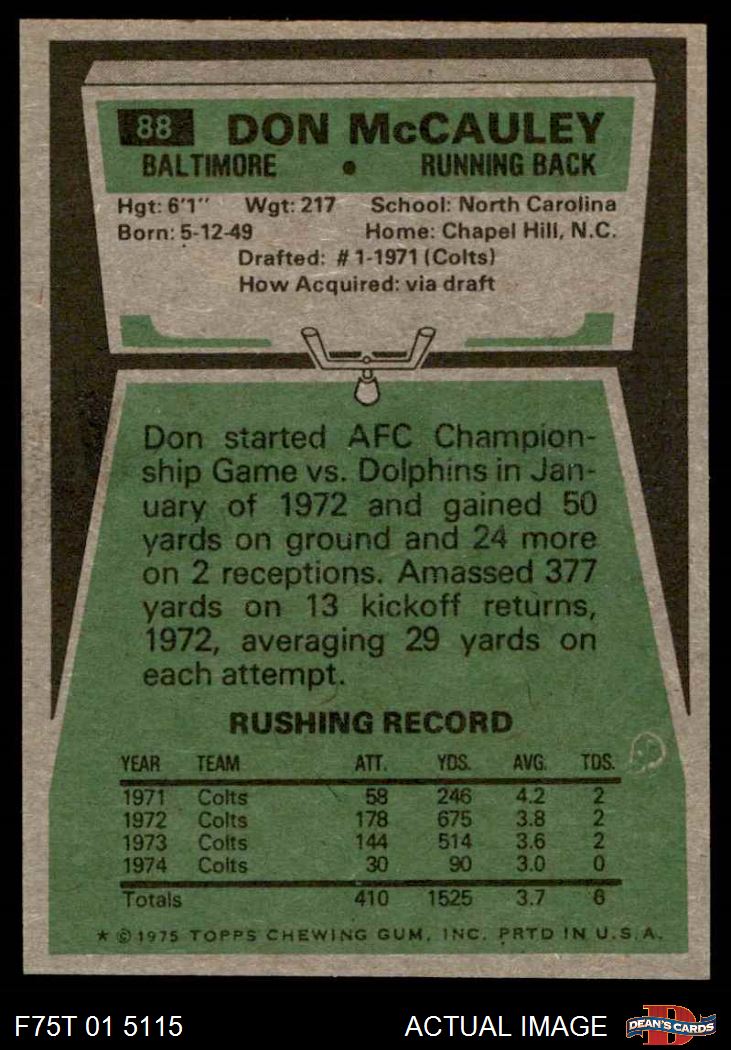 88 DON McCAULEY
BALTIMORE • RUNNING BACK
Hgt: 6'1" Wgt: 217 School: North Carolina
Born: 5-12-49 Home: Chapel Hill, N.C.
Drafted: #1-1971 (Colts)
How Acquired: via draft
Don started AFC Champion-
ship Game vs. Dolphins in Jan-
uary of 1972 and gained 50
yards on ground and 24 more
on 2 receptions. Amassed 377
yards on 13 kickoff returns,
1972, averaging 29 yards on
each attempt.
RUSHING RECORD
YEAR TEAM ATT. YDS. AVG. TDS.
1971 Colts 58 246 4.2 2
1972 Colts 178 675 3.8 2
1973 Colts 144 514 3.6 2
1974 Colts 30 90 3.0 0
Totals 410 1525 3.7 6
* © 1975 TOPPS CHEWING GUM, INC. PRTD IN U.S.A.
F75T 01 5115 ACTUAL IMAGE DEAN'S CARDS